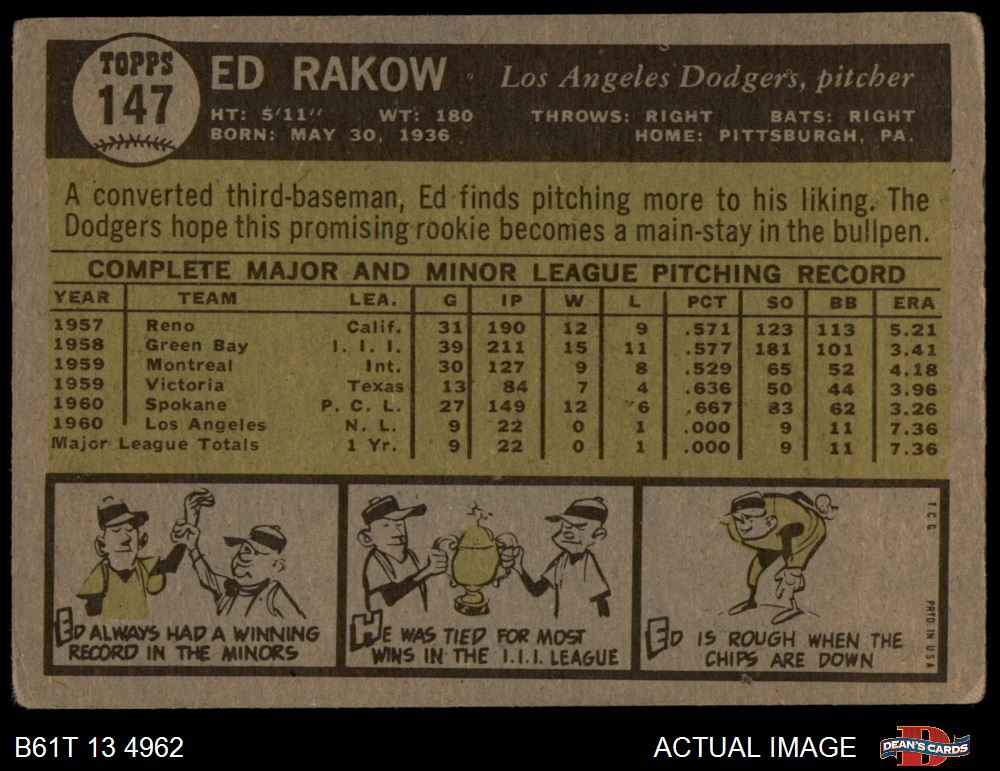 TOPPS
147
ED RAKOW Los Angeles Dodgers, pitcher
HT: 5'11" WT: 180 THROWS: RIGHT BATS: RIGHT
BORN: MAY 30, 1936 HOME: PITTSBURGH, PA.
A converted third-baseman, Ed finds pitching more to his liking. The
Dodgers hope this promising rookie becomes a main-stay in the bullpen.
COMPLETE MAJOR AND MINOR LEAGUE PITCHING RECORD
YEAR TEAM LEA. G IP W L PCT SO BB ERA
1957 Reno Calif. 31 190 12 9 .571 123 113 5.21
1958 Green Bay I. I. I. 39 211 15 11 .577 181 101 3.41
1959 Montreal Int. 30 127 9 8 .529 65 52 4.18
1959 Victoria Texas 13 84 7 4 .636 50 44 3.96
1960 Spokane P. C. L. 27 149 12 6 .667 83 62 3.26
1960 Los Angeles N. L. 9 22 0 1 .000 9 11 7.36
Major League Totals 1 Yr. 9 22 0 1 .000 9 11 7.36
ED ALWAYS HAD A WINNING
RECORD IN THE MINORS
HE WAS TIED FOR MOST
WINS IN THE I.I.I. LEAGUE
ED IS ROUGH WHEN THE
CHIPS ARE DOWN
T.C.G.
PRTD. IN USA
B61T 13 4962
ACTUAL IMAGE
DEAN'S CARDS